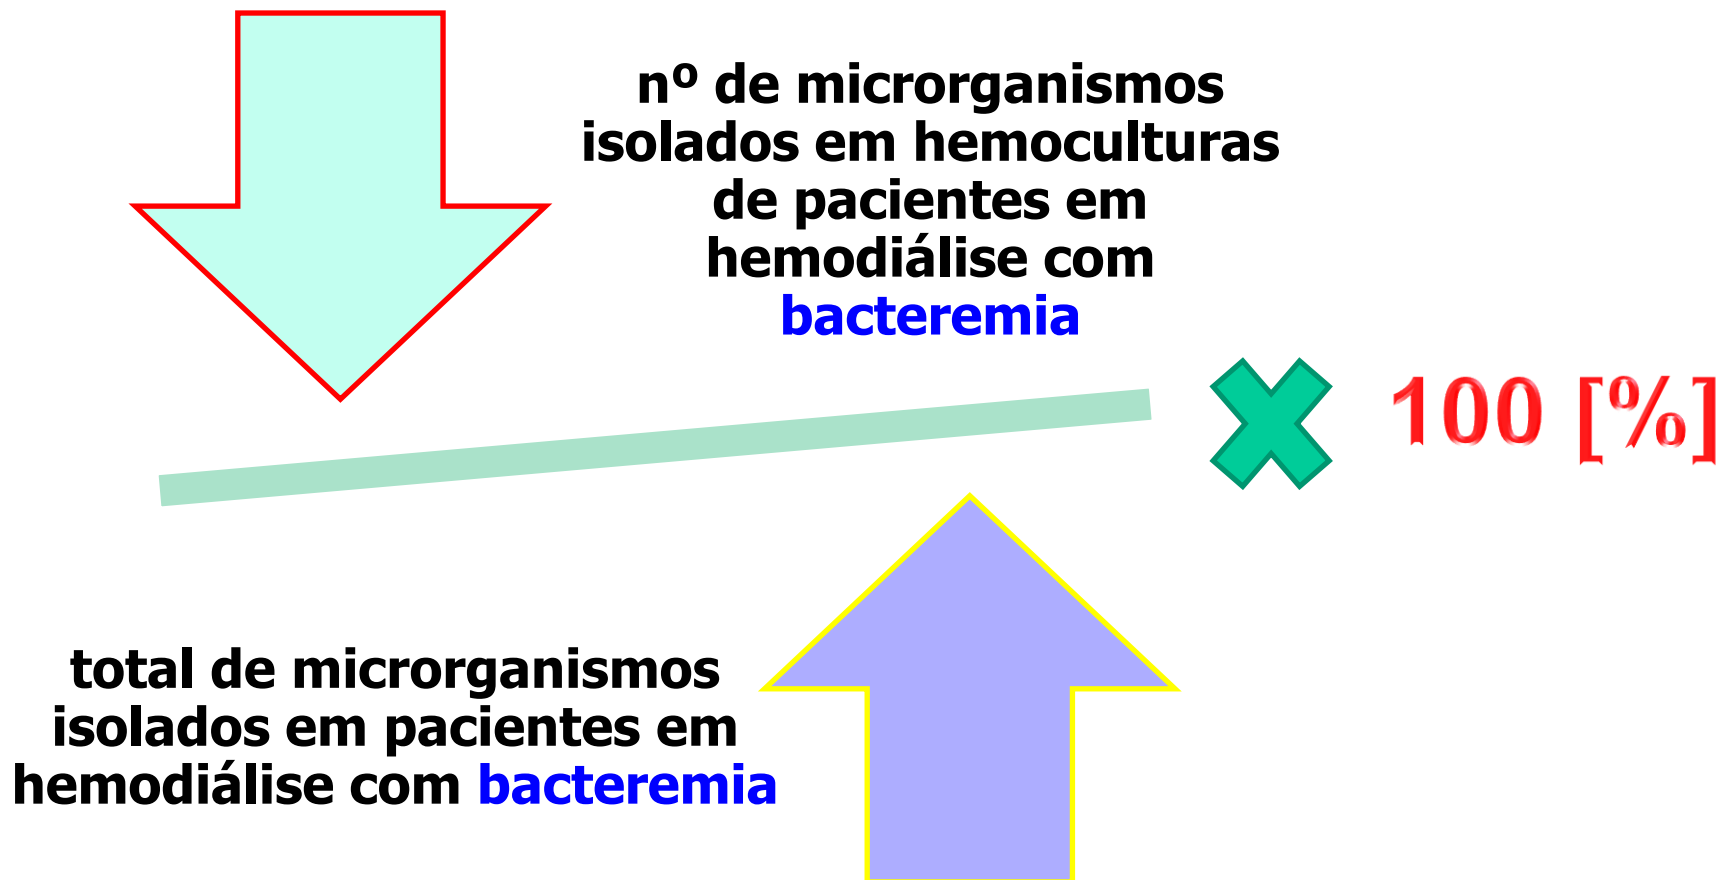 nº de microrganismos
isolados em hemoculturas
de pacientes em
hemodiálise com
bacteremia
100 [%]
total de microrganismos
isolados em pacientes em
hemodiálise com bacteremia